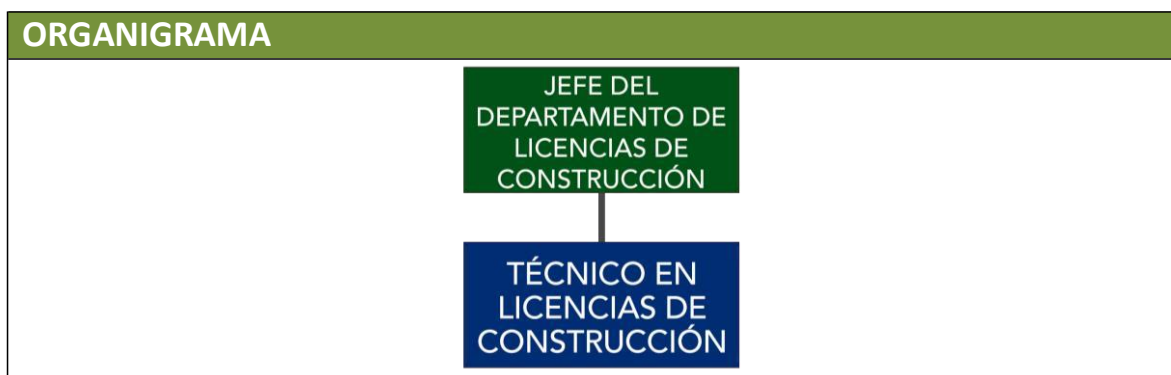 ORGANIGRAMA
JEFE DEL
DEPARTAMENTO DE
LICENCIAS DE
CONSTRUCCIÓN
TÉCNICO EN
LICENCIAS DE
CONSTRUCCIÓN